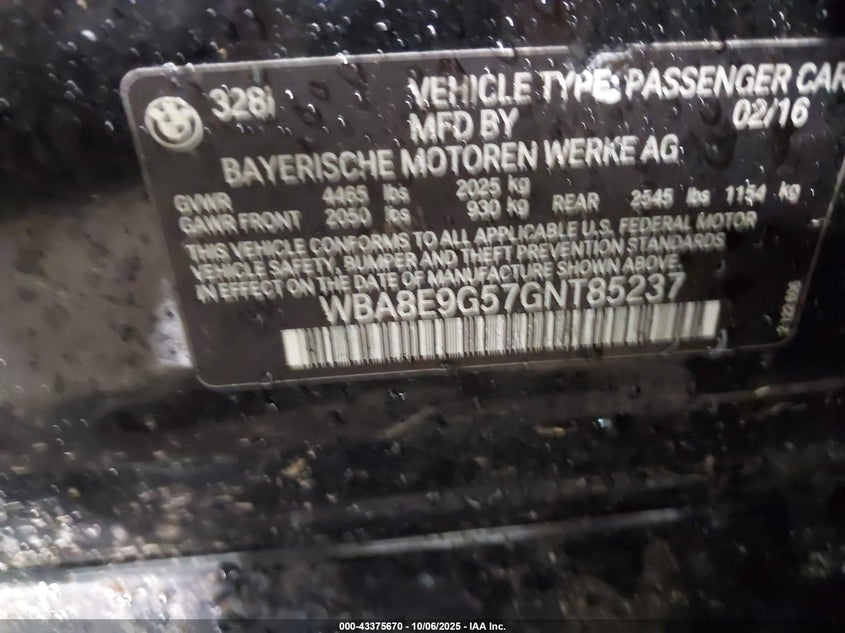 328i VEHICLE TYPE: PASSENGER CAR
MFD BY 02/16
BAYERISCHE MOTOREN WERKE AG
GVWR 4465 lbs 2025 kg
GAWR FRONT 2050 lbs 930 kg REAR 2545 lbs 1154 kg
THIS VEHICLE CONFORMS TO ALL APPLICABLE U.S. FEDERAL MOTOR
VEHICLE SAFETY, BUMPER AND THEFT PREVENTION STANDARDS
IN EFFECT ON THE DATE OF MANUFACTURE SHOWN ABOVE.
WBA8E9G57GNT85237
000-43375670 - 10/06/2025 - IAA Inc.